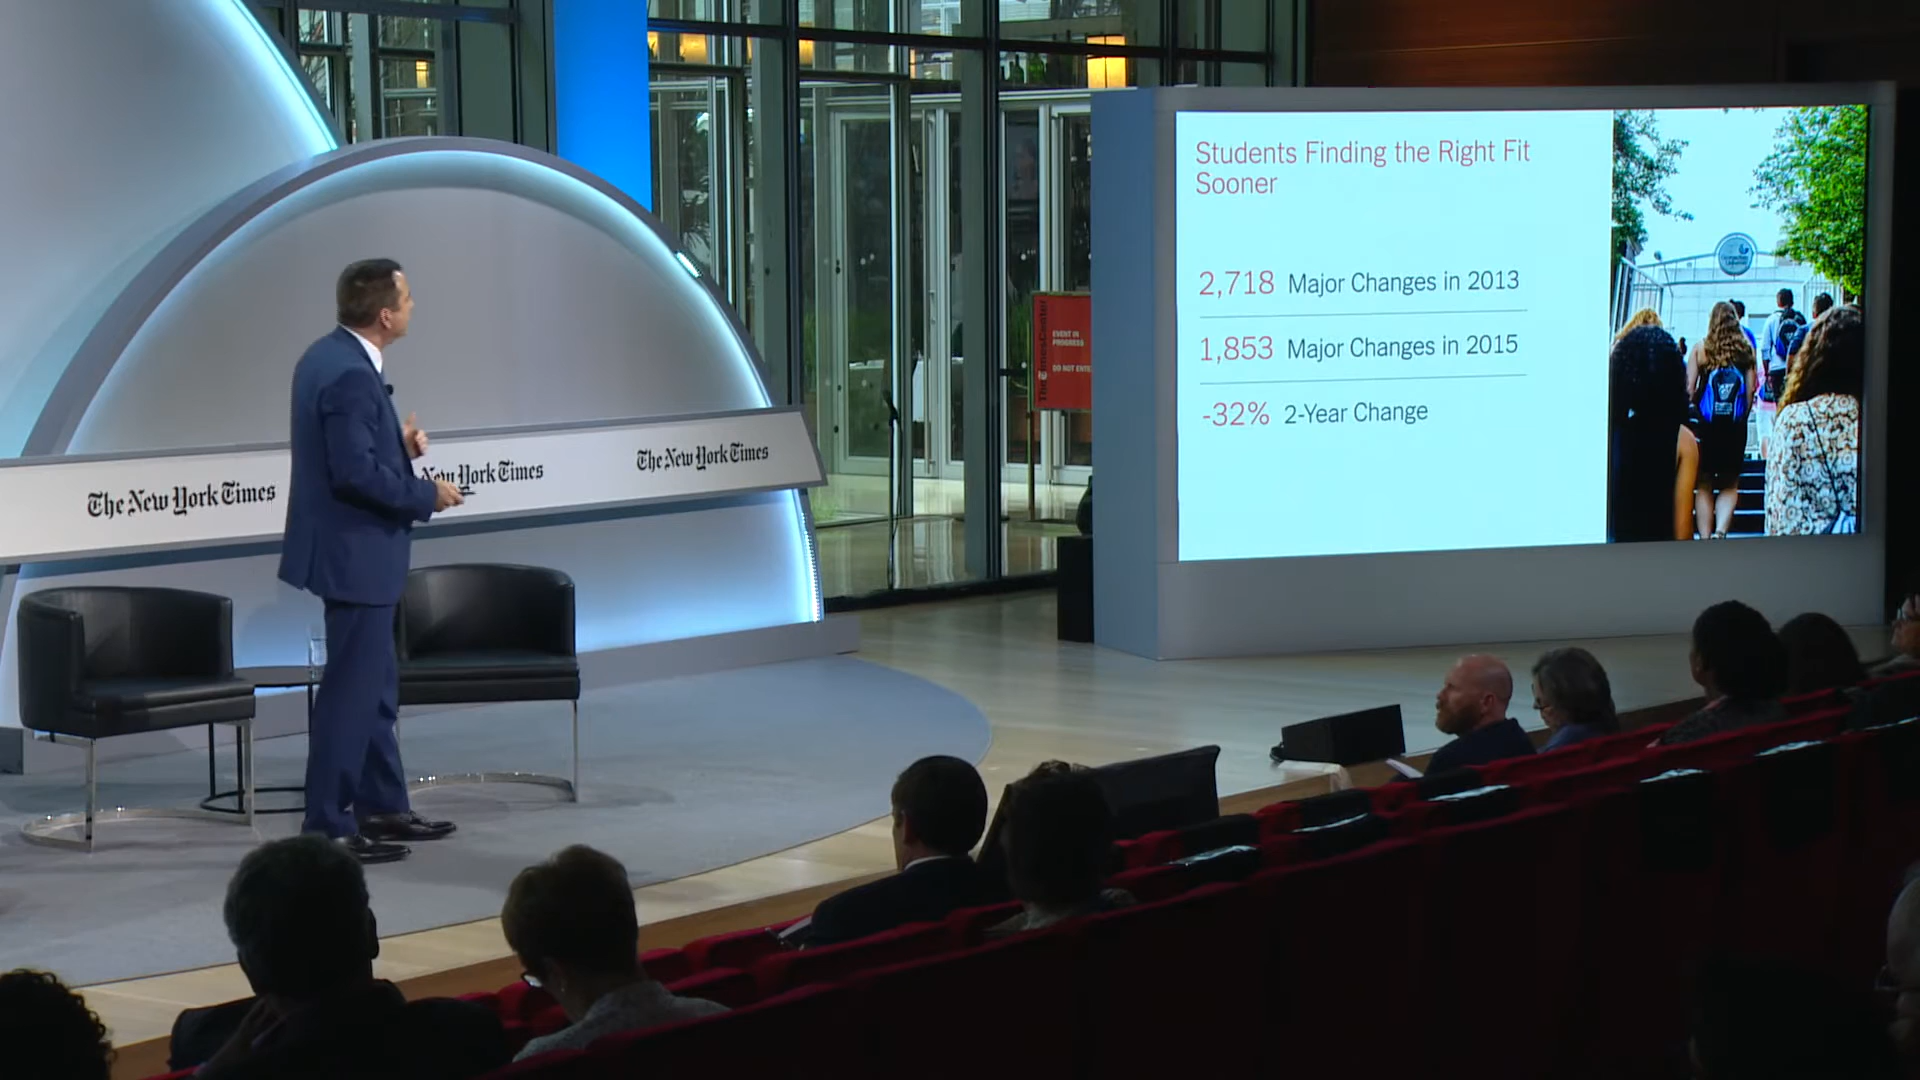 Students Finding the Right Fit
Sooner
2,718 Major Changes in 2013
1,853 Major Changes in 2015
-32% 2-Year Change
EVENT IN
PROGRESS
DO NOT ENTE
The New York Times
New York Times
The New York Times